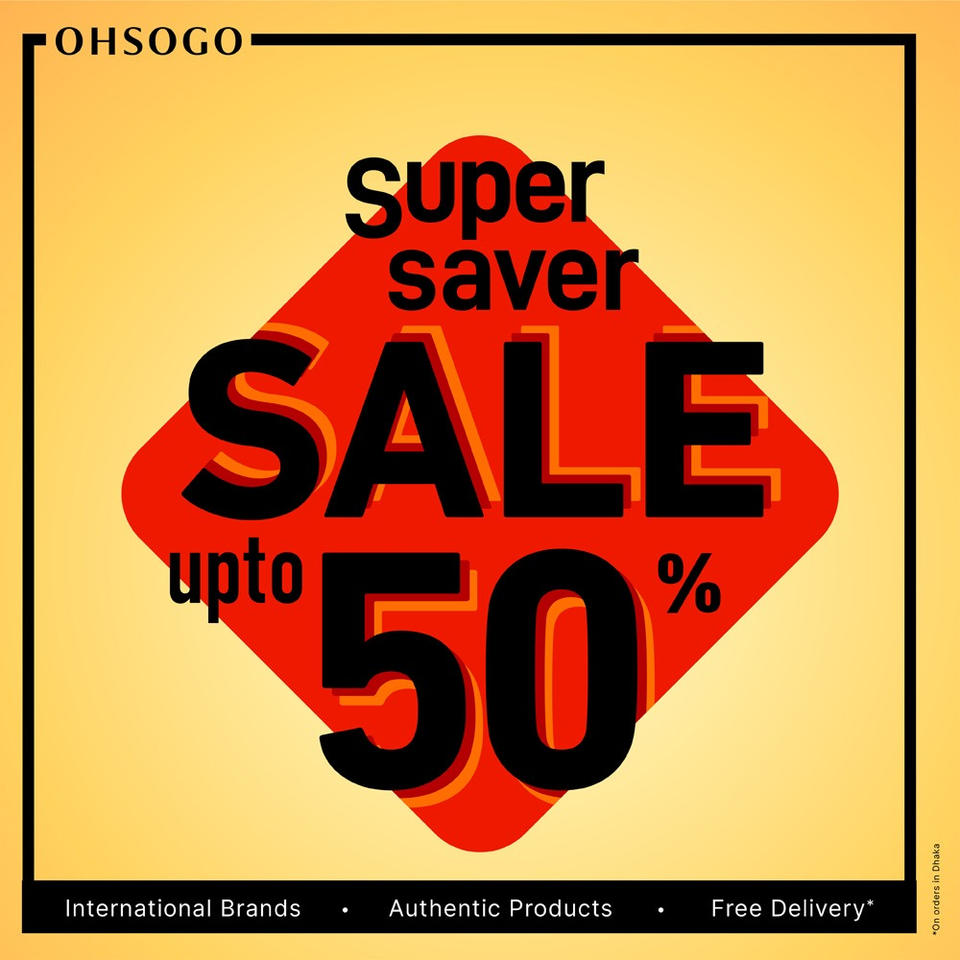 OHSOGO
super
saver
SALE
upto 50%
International Brands • Authentic Products • Free Delivery*
*On orders in Dhaka